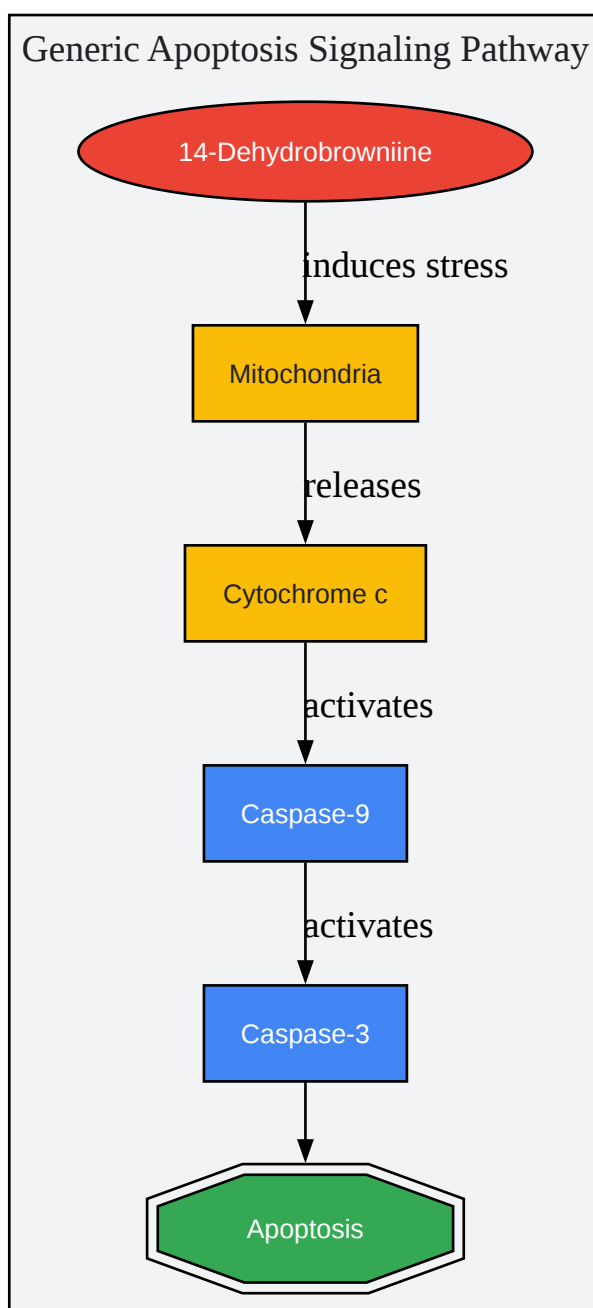 Generic Apoptosis Signaling Pathway
14-Dehydrobrowniine
induces stress
Mitochondria
releases
Cytochrome c
activates
Caspase-9
activates
Caspase-3
Apoptosis